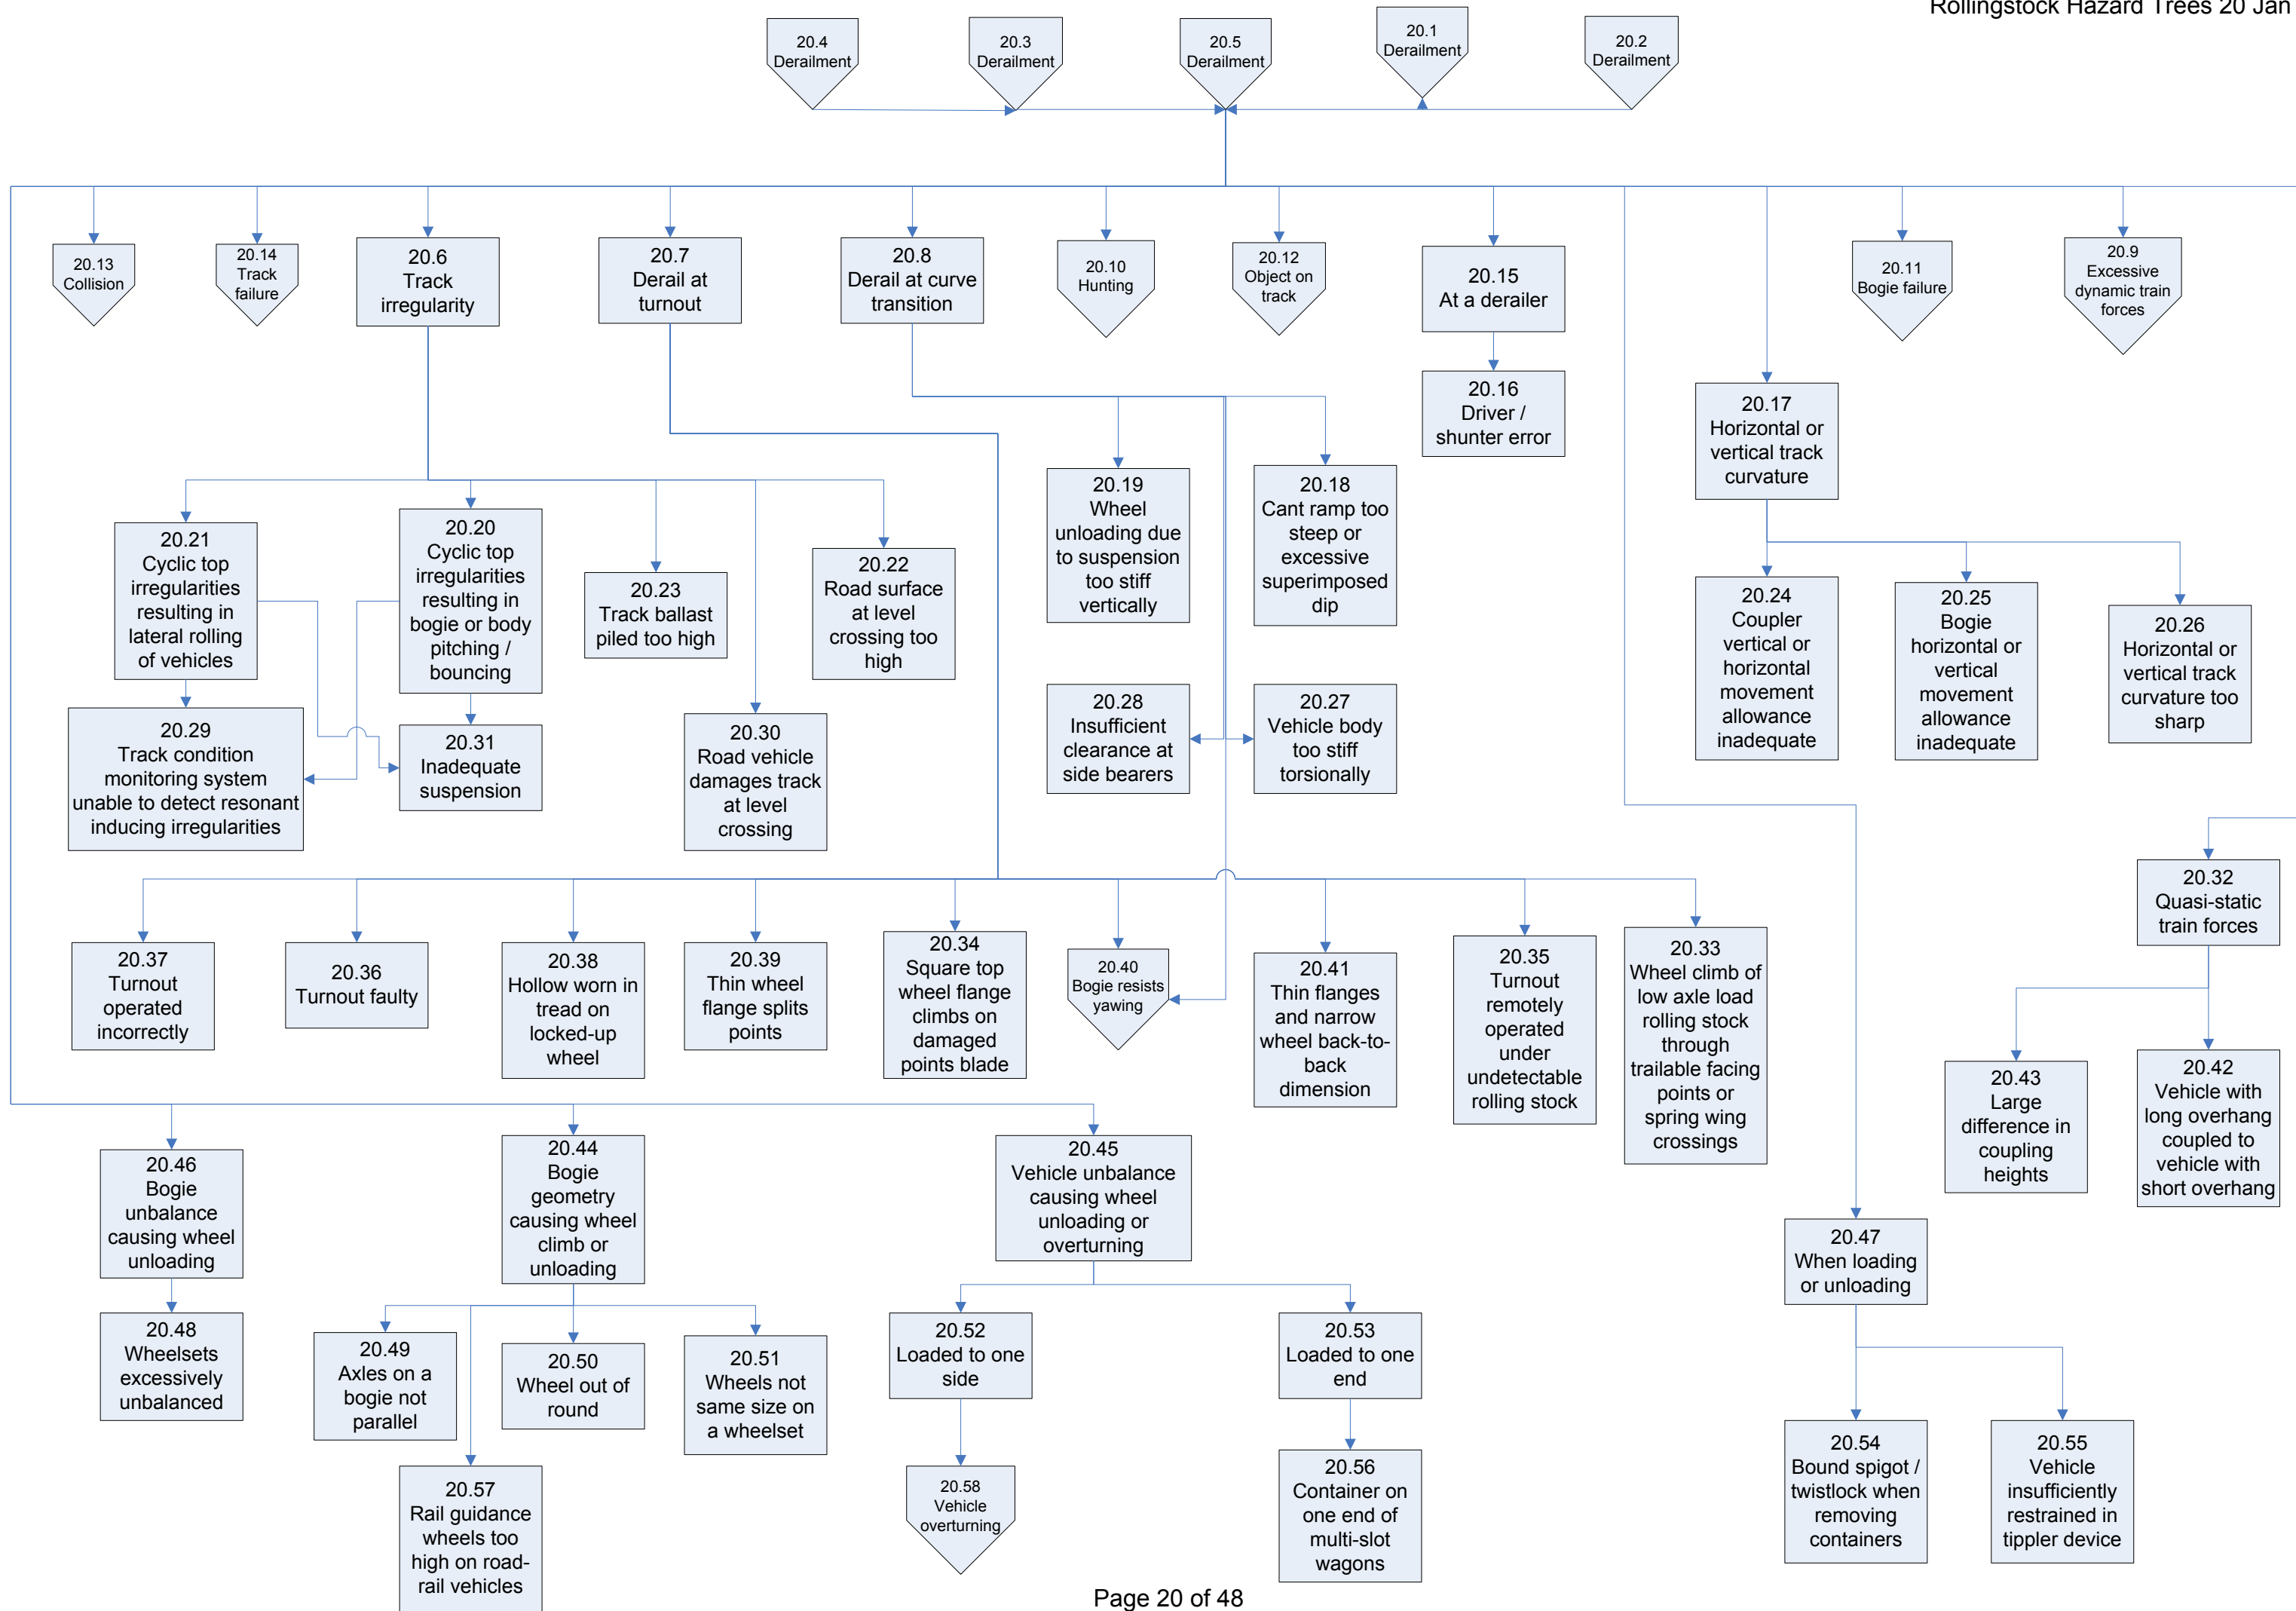 Rollingstock Hazard Trees 20 Jan
20.4
Derailment
20.3
Derailment
20.5
Derailment
20.1
Derailment
20.2
Derailment
20.13
Collision
20.14
Track
failure
20.6
Track
irregularity
20.7
Derail at
turnout
20.8
Derail at curve
transition
20.10
Hunting
20.12
Object on
track
20.15
At a derailer
20.11
Bogie failure
20.9
Excessive
dynamic train
forces
20.16
Driver /
shunter error
20.17
Horizontal or
vertical track
curvature
20.21
Cyclic top
irregularities
resulting in
lateral rolling
of vehicles
20.20
Cyclic top
irregularities
resulting in
bogie or body
pitching /
bouncing
20.23
Track ballast
piled too high
20.22
Road surface
at level
crossing too
high
20.19
Wheel
unloading due
to suspension
too stiff
vertically
20.18
Cant ramp too
steep or
excessive
superimposed
dip
20.24
Coupler
vertical or
horizontal
movement
allowance
inadequate
20.25
Bogie
horizontal or
vertical
movement
allowance
inadequate
20.26
Horizontal or
vertical track
curvature too
sharp
20.29
Track condition
monitoring system
unable to detect resonant
inducing irregularities
20.31
Inadequate
suspension
20.30
Road vehicle
damages track
at level
crossing
20.28
Insufficient
clearance at
side bearers
20.27
Vehicle body
too stiff
torsionally
20.32
Quasi-static
train forces
20.37
Turnout
operated
incorrectly
20.36
Turnout faulty
20.38
Hollow worn in
tread on
locked-up
wheel
20.39
Thin wheel
flange splits
points
20.34
Square top
wheel flange
climbs on
damaged
points blade
20.40
Bogie resists
yawing
20.41
Thin flanges
and narrow
wheel back-to-
back
dimension
20.35
Turnout
remotely
operated
under
undetectable
rolling stock
20.33
Wheel climb of
low axle load
rolling stock
through
trailable facing
points or
spring wing
crossings
20.43
Large
difference in
coupling
heights
20.42
Vehicle with
long overhang
coupled to
vehicle with
short overhang
20.46
Bogie
unbalance
causing wheel
unloading
20.44
Bogie
geometry
causing wheel
climb or
unloading
20.45
Vehicle unbalance
causing wheel
unloading or
overturning
20.47
When loading
or unloading
20.48
Wheelsets
excessively
unbalanced
20.49
Axles on a
bogie not
parallel
20.50
Wheel out of
round
20.51
Wheels not
same size on
a wheelset
20.52
Loaded to one
side
20.53
Loaded to one
end
20.57
Rail guidance
wheels too
high on road-
rail vehicles
20.58
Vehicle
overturning
20.56
Container on
one end of
multi-slot
wagons
20.54
Bound spigot /
twistlock when
removing
containers
20.55
Vehicle
insufficiently
restrained in
tippler device
Page 20 of 48